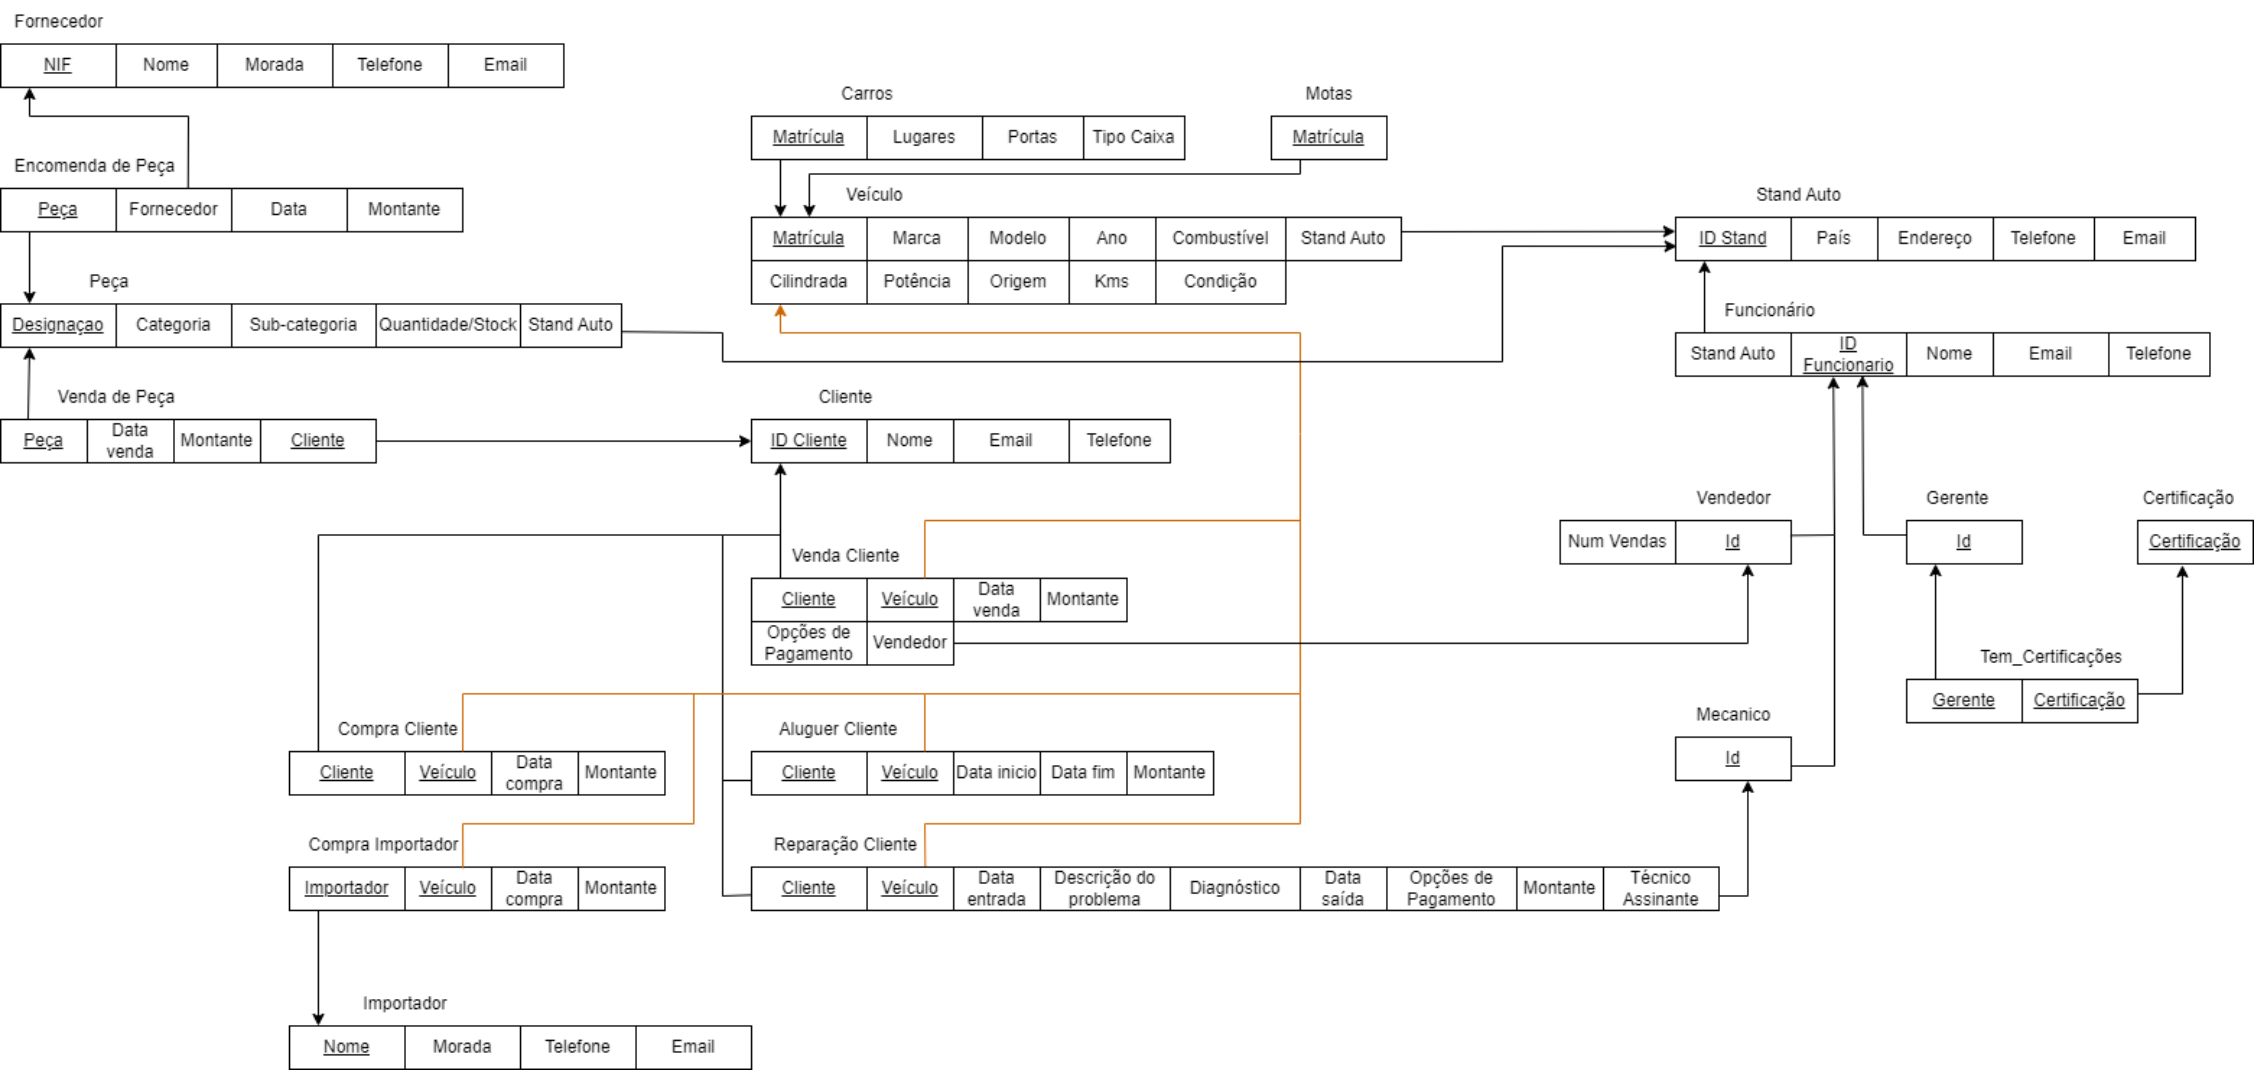 Fornecedor
NIF Nome Morada Telefone Email
Encomenda de Peça
Peça Fornecedor Data Montante
Peça
Designaçao Categoria Sub-categoria Quantidade/Stock Stand Auto
Venda de Peça
Peça Data venda Montante Cliente
Carros
Matrícula Lugares Portas Tipo Caixa
Motas
Matrícula
Veículo
Matrícula Marca Modelo Ano Combustível Stand Auto
Cilindrada Potência Origem Kms Condição
Stand Auto
ID Stand País Endereço Telefone Email
Funcionário
Stand Auto ID Funcionario Nome Email Telefone
Cliente
ID Cliente Nome Email Telefone
Vendedor
Num Vendas Id
Gerente
Id
Certificação
Certificação
Venda Cliente
Cliente Veículo Data venda Montante
Opções de Pagamento Vendedor
Tem_Certificações
Gerente Certificação
Compra Cliente
Cliente Veículo Data compra Montante
Aluguer Cliente
Cliente Veículo Data inicio Data fim Montante
Mecanico
Id
Compra Importador
Importador Veículo Data compra Montante
Reparação Cliente
Cliente Veículo Data entrada Descrição do problema Diagnóstico Data saída Opções de Pagamento Montante Técnico Assinante
Importador
Nome Morada Telefone Email